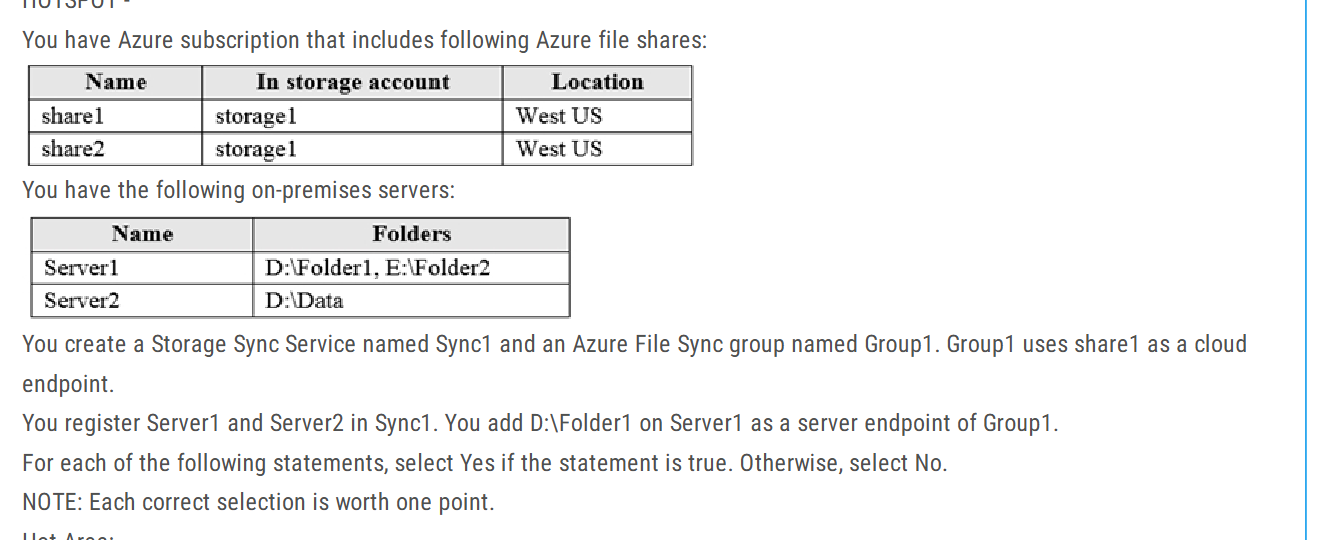 HOTSPOT -
You have Azure subscription that includes following Azure file shares:
Name In storage account Location
share1 storage1 West US
share2 storage1 West US
You have the following on-premises servers:
Name Folders
Server1 D:\Folder1, E:\Folder2
Server2 D:\Data
You create a Storage Sync Service named Sync1 and an Azure File Sync group named Group1. Group1 uses share1 as a cloud
endpoint.
You register Server1 and Server2 in Sync1. You add D:\Folder1 on Server1 as a server endpoint of Group1.
For each of the following statements, select Yes if the statement is true. Otherwise, select No.
NOTE: Each correct selection is worth one point.
Hot Area: